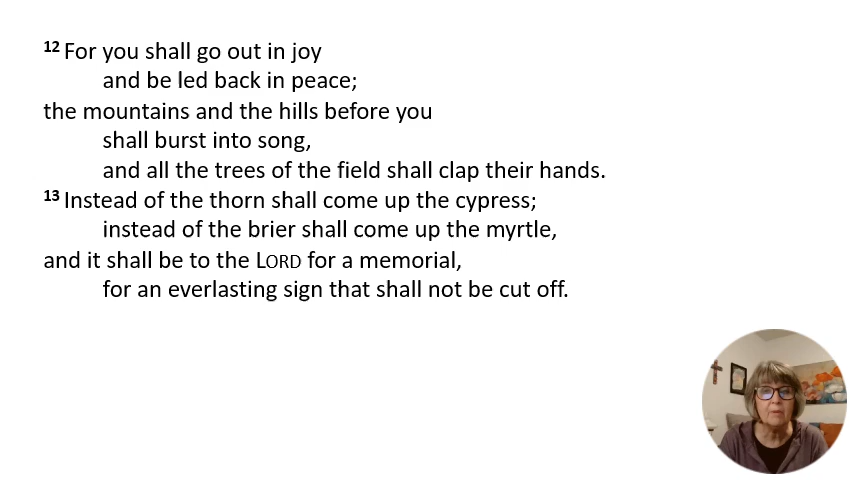 12 For you shall go out in joy
and be led back in peace;
the mountains and the hills before you
shall burst into song,
and all the trees of the field shall clap their hands.
13 Instead of the thorn shall come up the cypress;
instead of the brier shall come up the myrtle,
and it shall be to the LORD for a memorial,
for an everlasting sign that shall not be cut off.